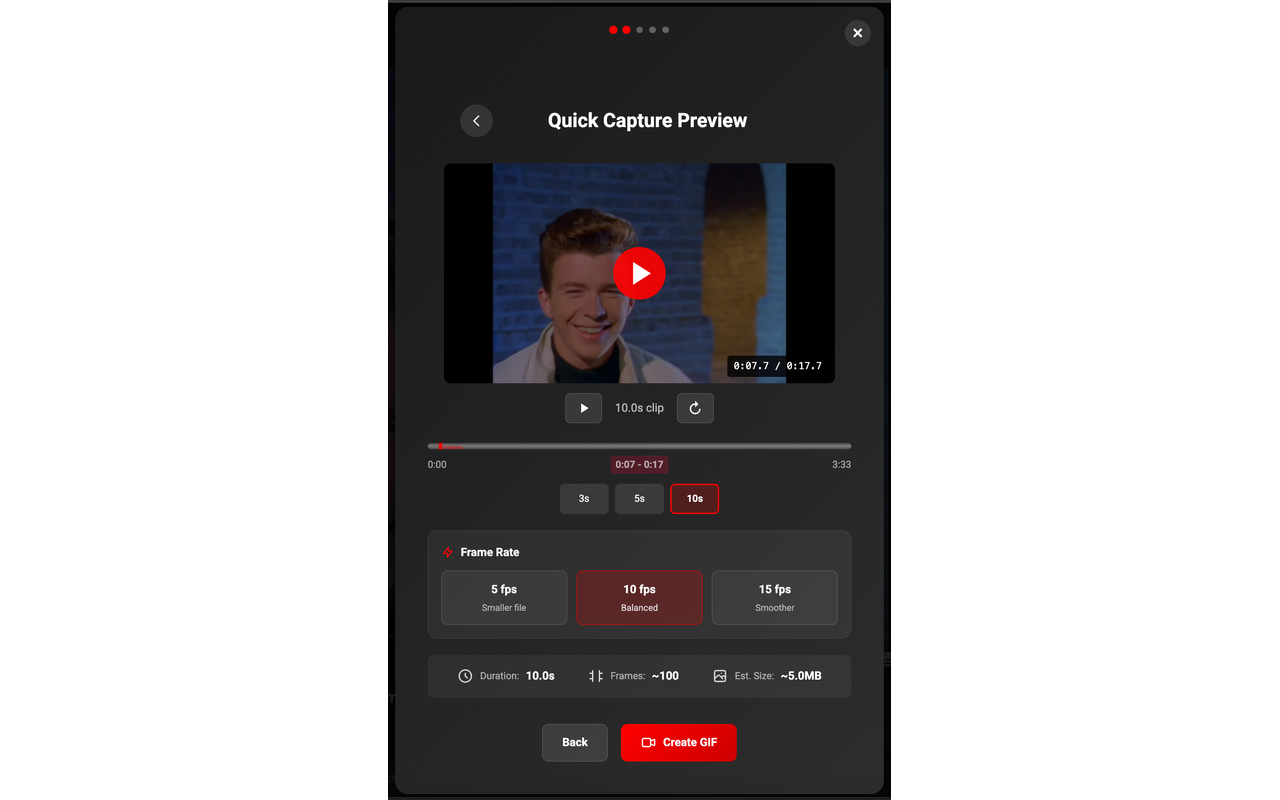 Quick Capture Preview
0:07.7 / 0:17.7
10.0s clip
0:00 0:07 - 0:17 3:33
3s 5s 10s
Frame Rate
5 fps 10 fps 15 fps
Smaller file Balanced Smoother
Duration: 10.0s Frames: ~100 Est. Size: ~5.0MB
Back Create GIF